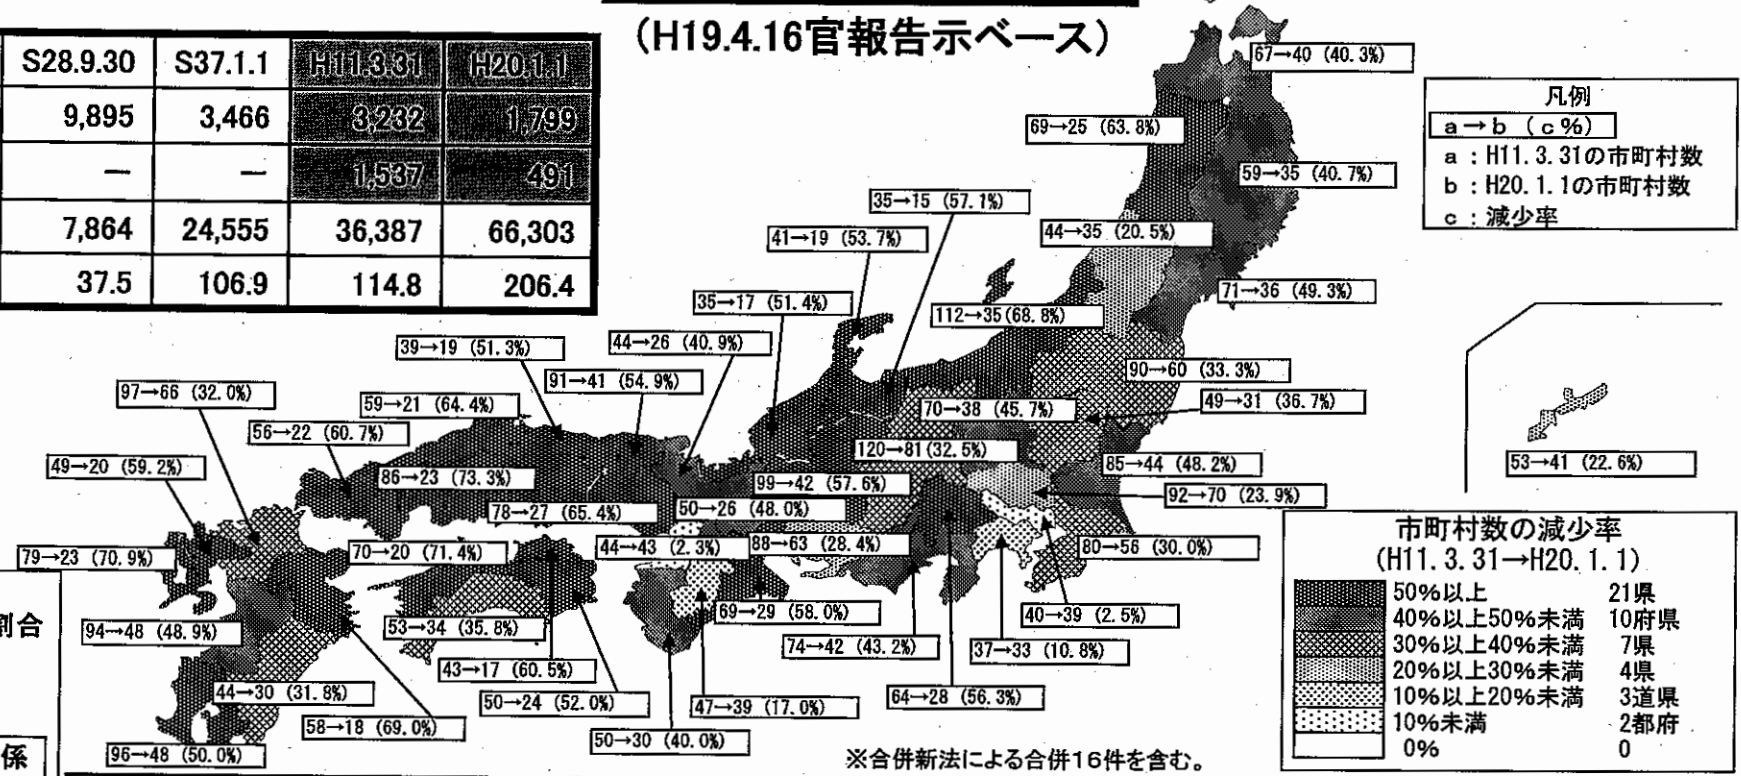 (H19.4.16官報告示ベース)
S28.9.30 S37.1.1 H11.3.31 H20.1.1
9,895 3,466 3,232 1,799
— — 1,537 491
7,864 24,555 36,387 66,303
37.5 106.9 114.8 206.4
凡例
a→b (c%)
a:H11.3.31の市町村数
b:H20.1.1の市町村数
c:減少率
67→40 (40.3%)
69→25 (63.8%)
59→35 (40.7%)
35→15 (57.1%)
44→35 (20.5%)
41→19 (53.7%)
71→36 (49.3%)
35→17 (51.4%)
112→35 (68.8%)
39→19 (51.3%)
44→26 (40.9%)
90→60 (33.3%)
91→41 (54.9%)
97→66 (32.0%)
59→21 (64.4%)
70→38 (45.7%)
49→31 (36.7%)
56→22 (60.7%)
120→81 (32.5%)
49→20 (59.2%)
86→23 (73.3%)
99→42 (57.6%)
85→44 (48.2%)
53→41 (22.6%)
92→70 (23.9%)
78→27 (65.4%)
50→26 (48.0%)
79→23 (70.9%)
70→20 (71.4%)
44→43 (2.3%)
88→63 (28.4%)
80→56 (30.0%)
69→29 (58.0%)
40→39 (2.5%)
94→48 (48.9%)
53→34 (35.8%)
74→42 (43.2%)
37→33 (10.8%)
43→17 (60.5%)
44→30 (31.8%)
50→24 (52.0%)
47→39 (17.0%)
64→28 (56.3%)
58→18 (69.0%)
50→30 (40.0%)
96→48 (50.0%)
割合
係
市町村数の減少率
(H11.3.31→H20.1.1)
50%以上 21県
40%以上50%未満 10府県
30%以上40%未満 7県
20%以上30%未満 4県
10%以上20%未満 3道県
10%未満 2都府
0% 0
※合併新法による合併16件を含む。